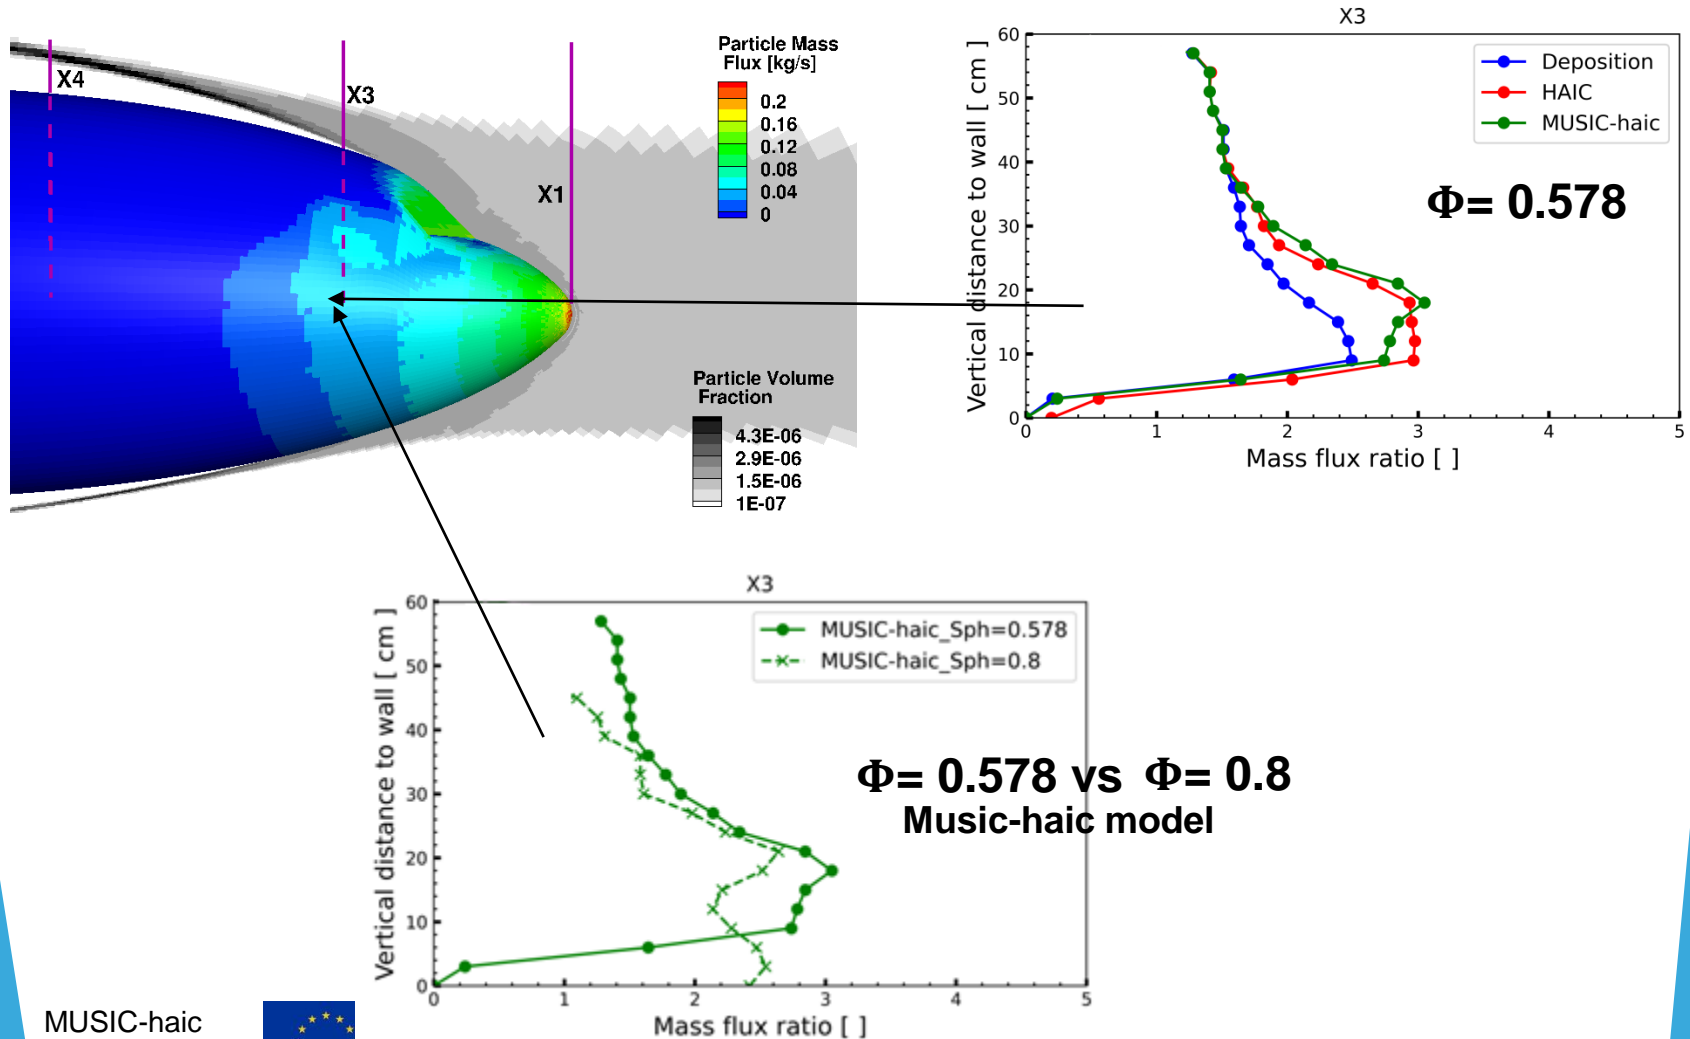 X4
X3
X1
Particle Mass
Flux [kg/s]
0.2
0.16
0.12
0.08
0.04
0
Particle Volume
Fraction
4.3E-06
2.9E-06
1.5E-06
1E-07
X3
Vertical distance to wall [ cm ]
60
50
40
30
20
10
0
0 1 2 3 4 5
Mass flux ratio [ ]
Deposition
HAIC
MUSIC-haic
Φ= 0.578
X3
Vertical distance to wall [ cm ]
60
50
40
30
20
10
0
0 1 2 3 4 5
Mass flux ratio [ ]
MUSIC-haic_Sph=0.578
MUSIC-haic_Sph=0.8
Φ= 0.578 vs Φ= 0.8
Music-haic model
MUSIC-haic